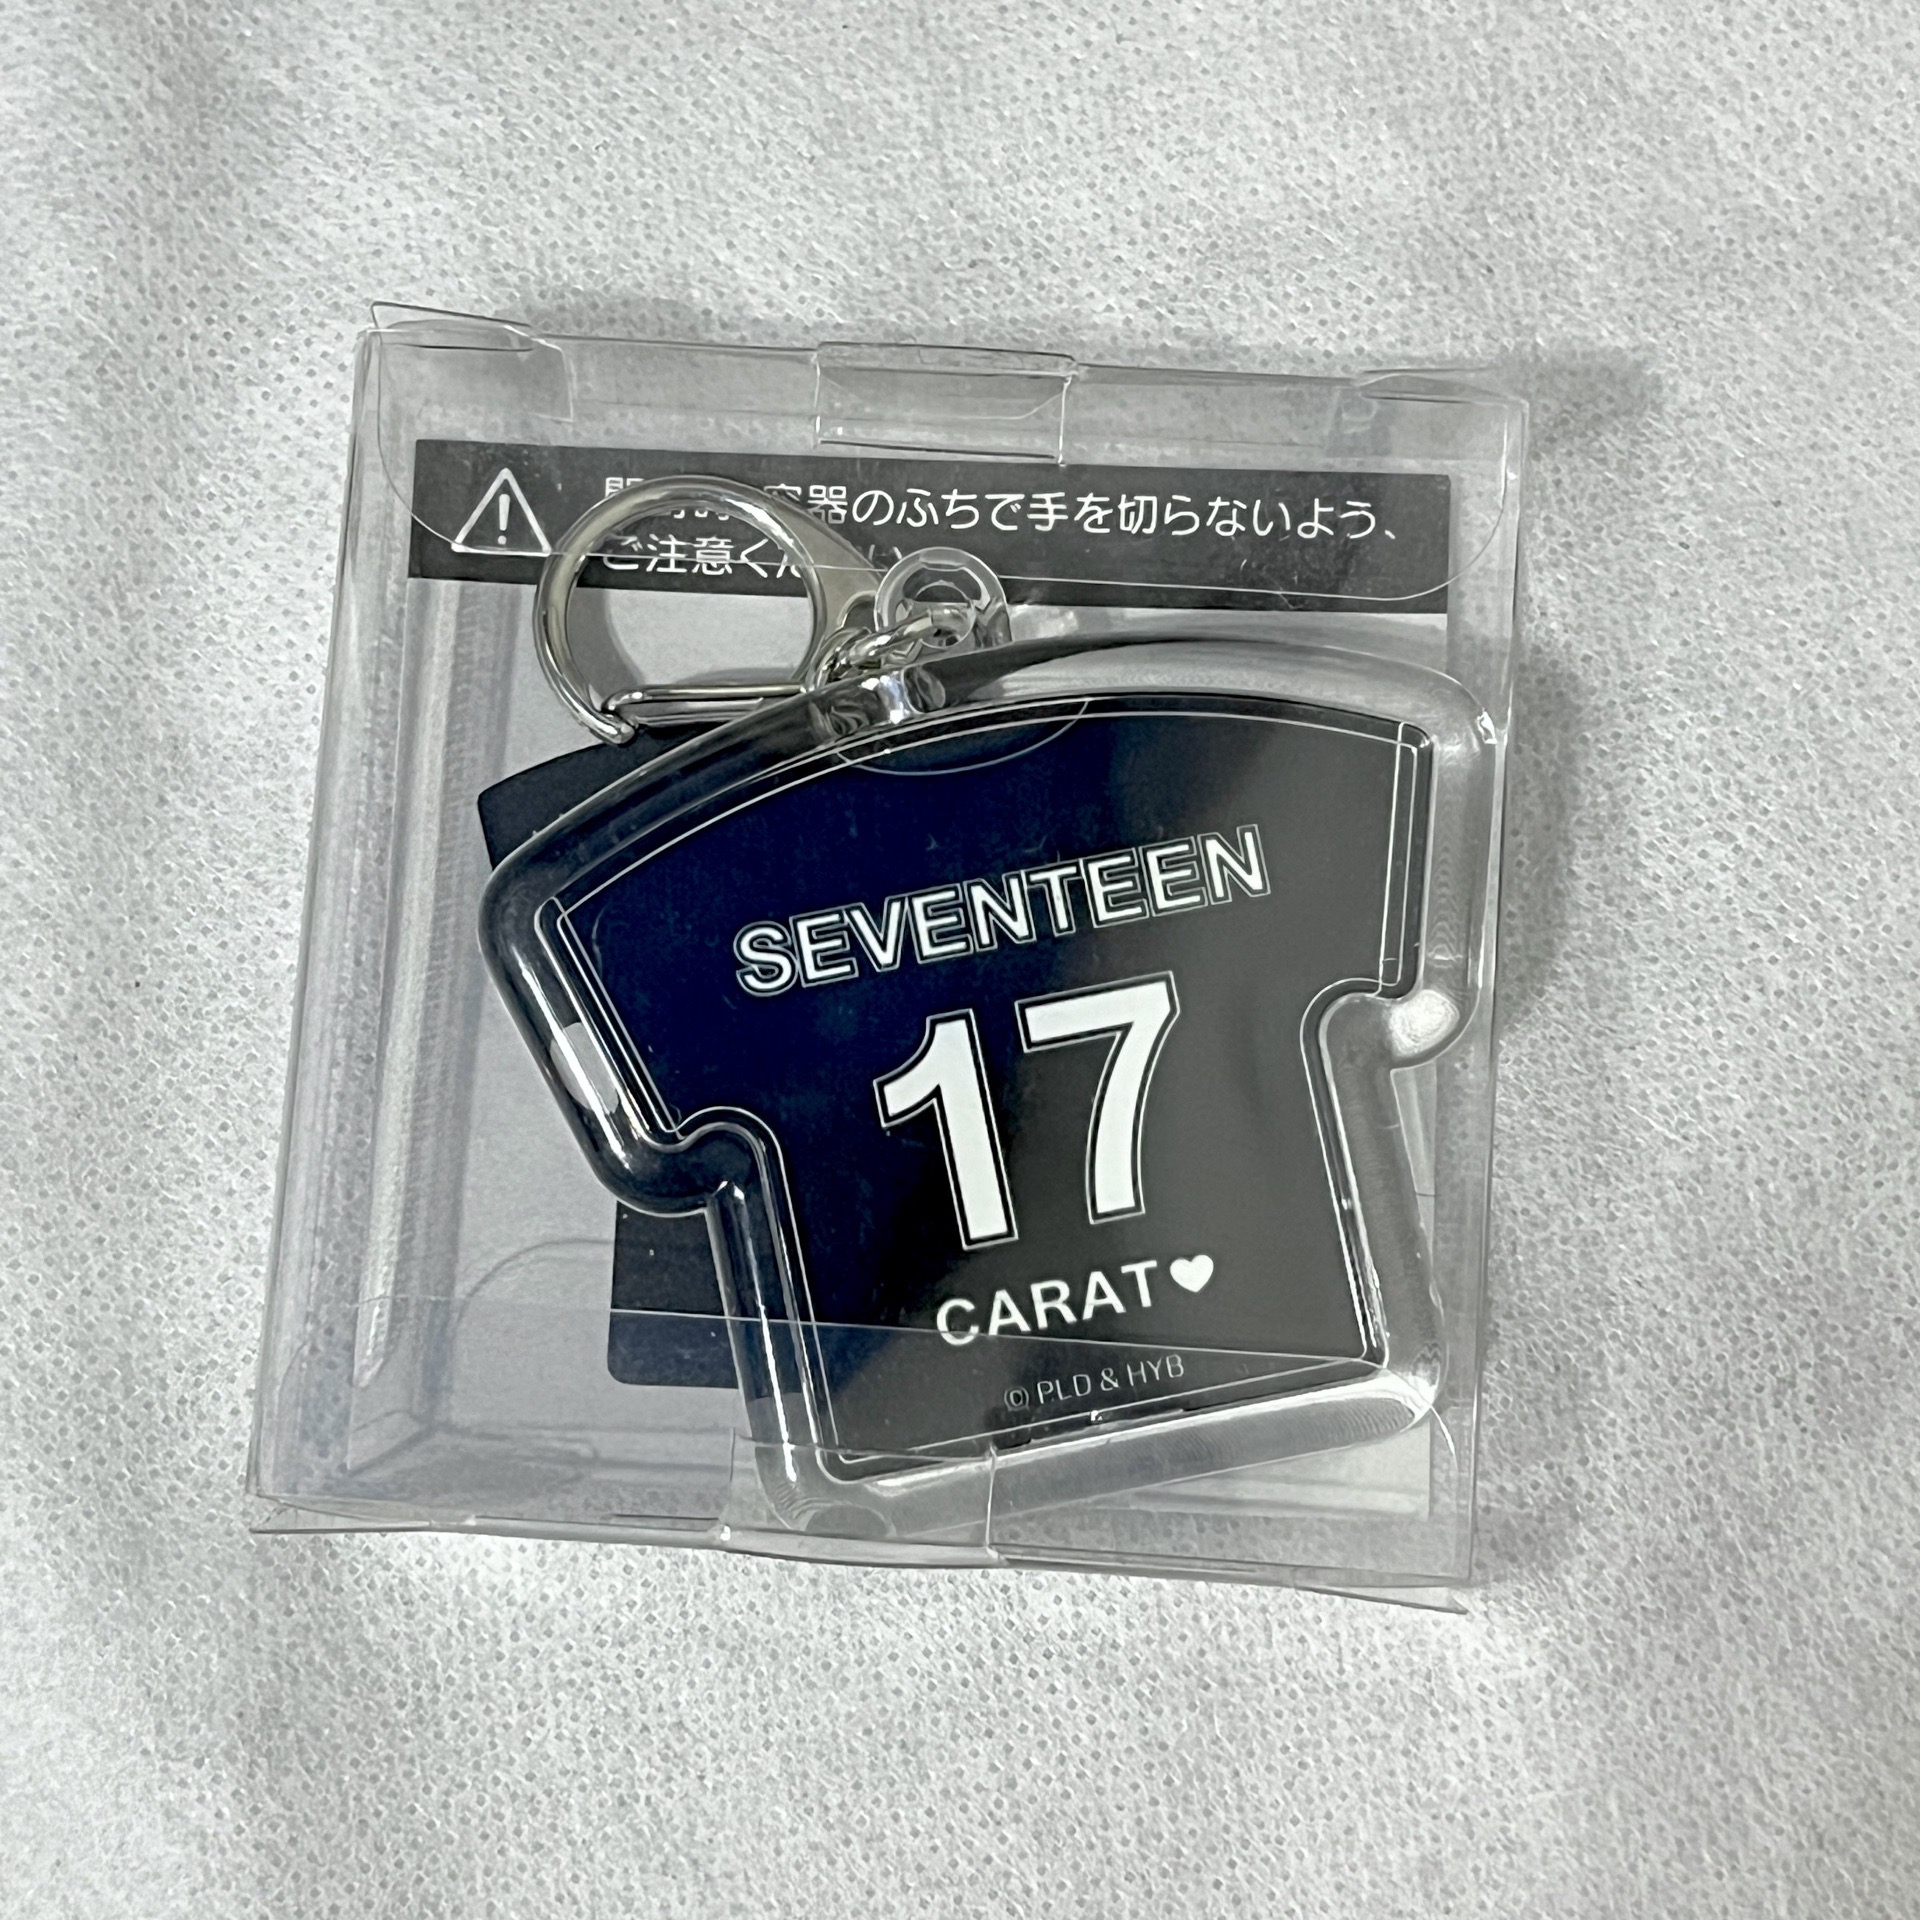 器のふちで手を切らないよう、
ご注意く
SEVENTEEN
17
CARAT♥
© PLD & HYB